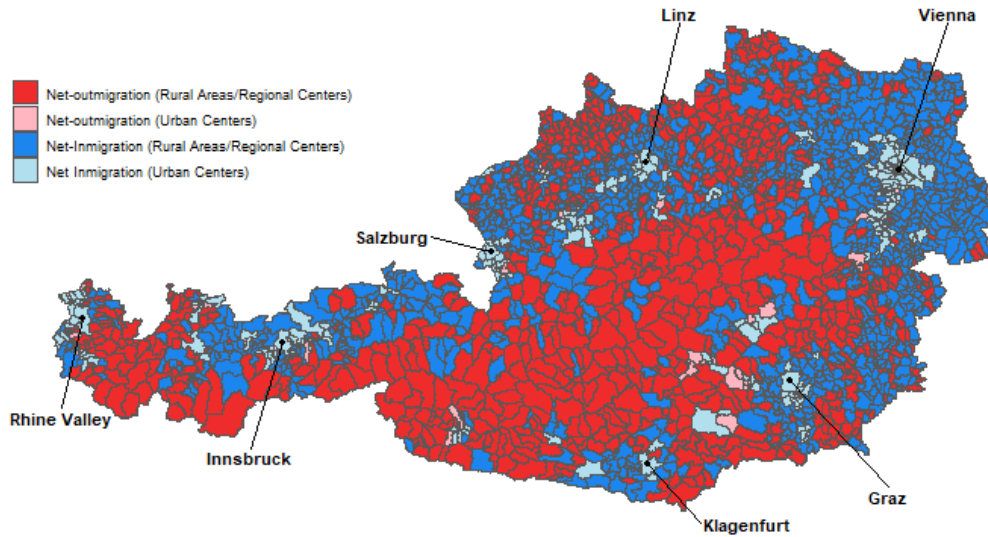 Linz
Vienna
Net-outmigration (Rural Areas/Regional Centers)
Net-outmigration (Urban Centers)
Net-Inmigration (Rural Areas/Regional Centers)
Net Inmigration (Urban Centers)
Salzburg
Rhine Valley
Innsbruck
Graz
Klagenfurt